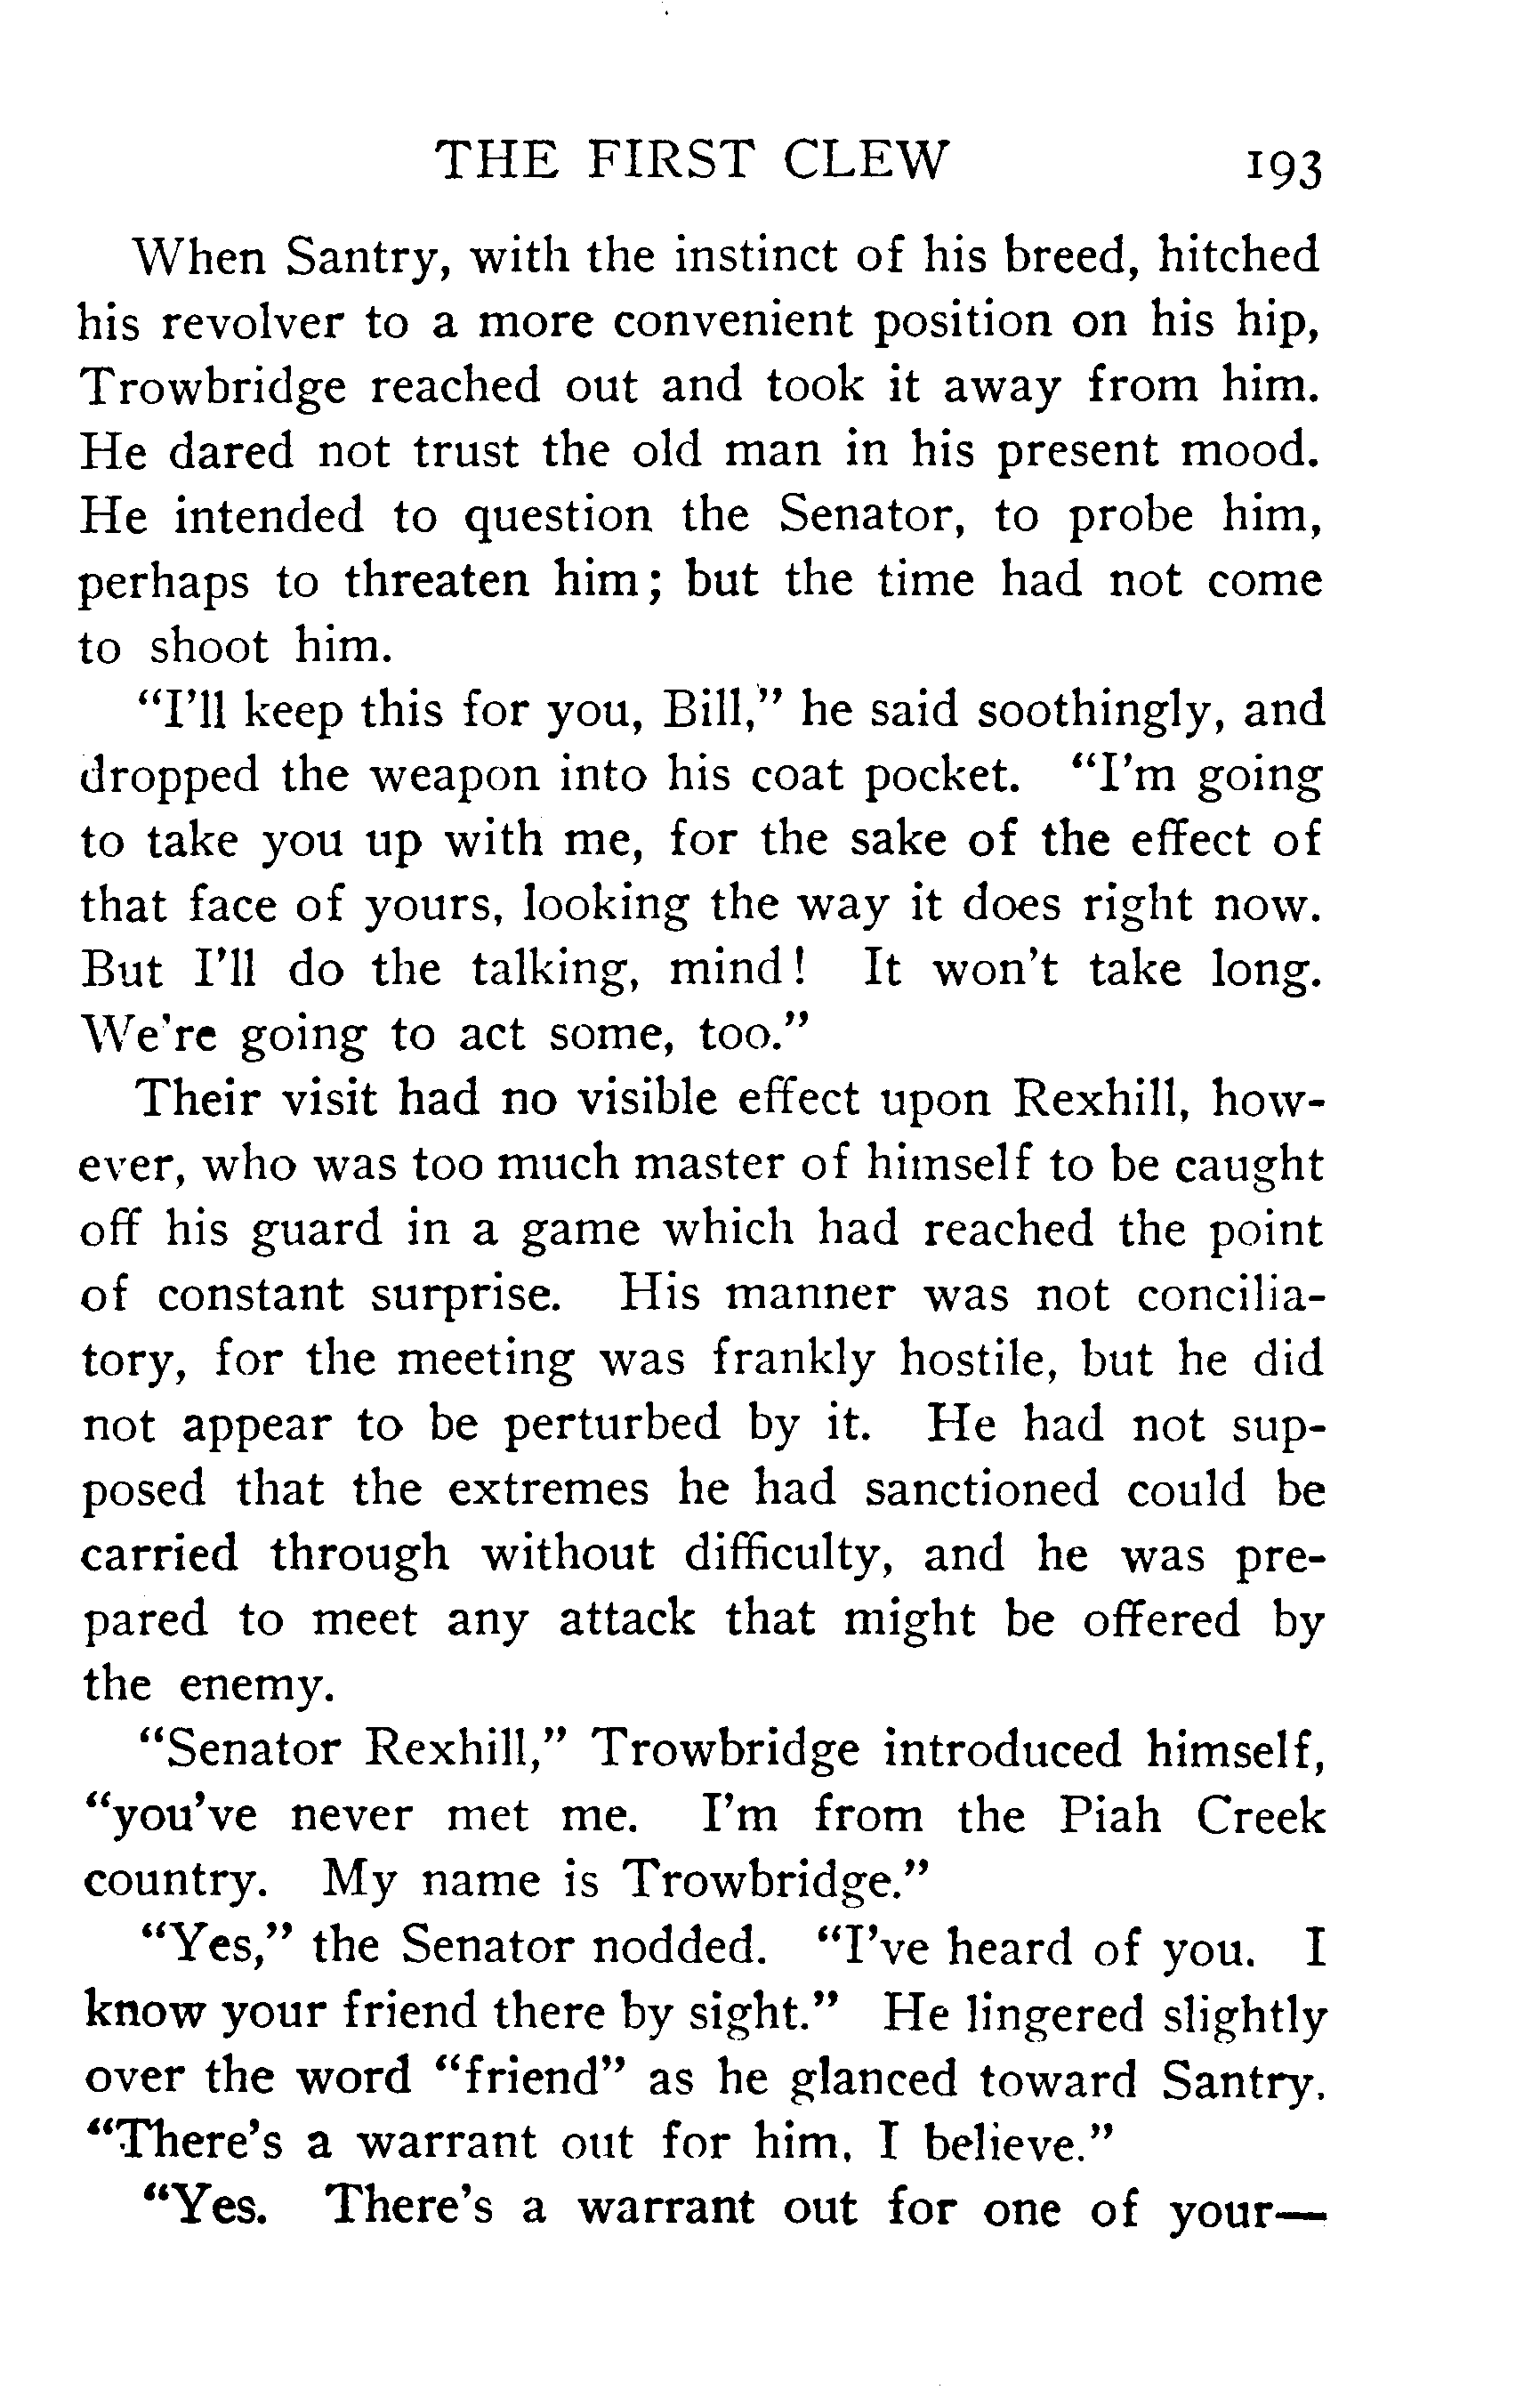 THE FIRST CLEW 193
When Santry, with the instinct of his breed, hitched
his revolver to a more convenient position on his hip,
Trowbridge reached out and took it away from him.
He dared not trust the old man in his present mood.
He intended to question the Senator, to probe him,
perhaps to threaten him; but the time had not come
to shoot him.
“I’ll keep this for you, Bill,” he said soothingly, and
dropped the weapon into his coat pocket. “I’m going
to take you up with me, for the sake of the effect of
that face of yours, looking the way it does right now.
But I’ll do the talking, mind! It won’t take long.
We’re going to act some, too.”
Their visit had no visible effect upon Rexhill, how-
ever, who was too much master of himself to be caught
off his guard in a game which had reached the point
of constant surprise. His manner was not concilia-
tory, for the meeting was frankly hostile, but he did
not appear to be perturbed by it. He had not sup-
posed that the extremes he had sanctioned could be
carried through without difficulty, and he was pre-
pared to meet any attack that might be offered by
the enemy.
“Senator Rexhill,” Trowbridge introduced himself,
“you’ve never met me. I’m from the Piah Creek
country. My name is Trowbridge.”
“Yes,” the Senator nodded. “I’ve heard of you. I
know your friend there by sight.” He lingered slightly
over the word “friend” as he glanced toward Santry.
“There’s a warrant out for him, I believe.”
“Yes. There’s a warrant out for one of your—